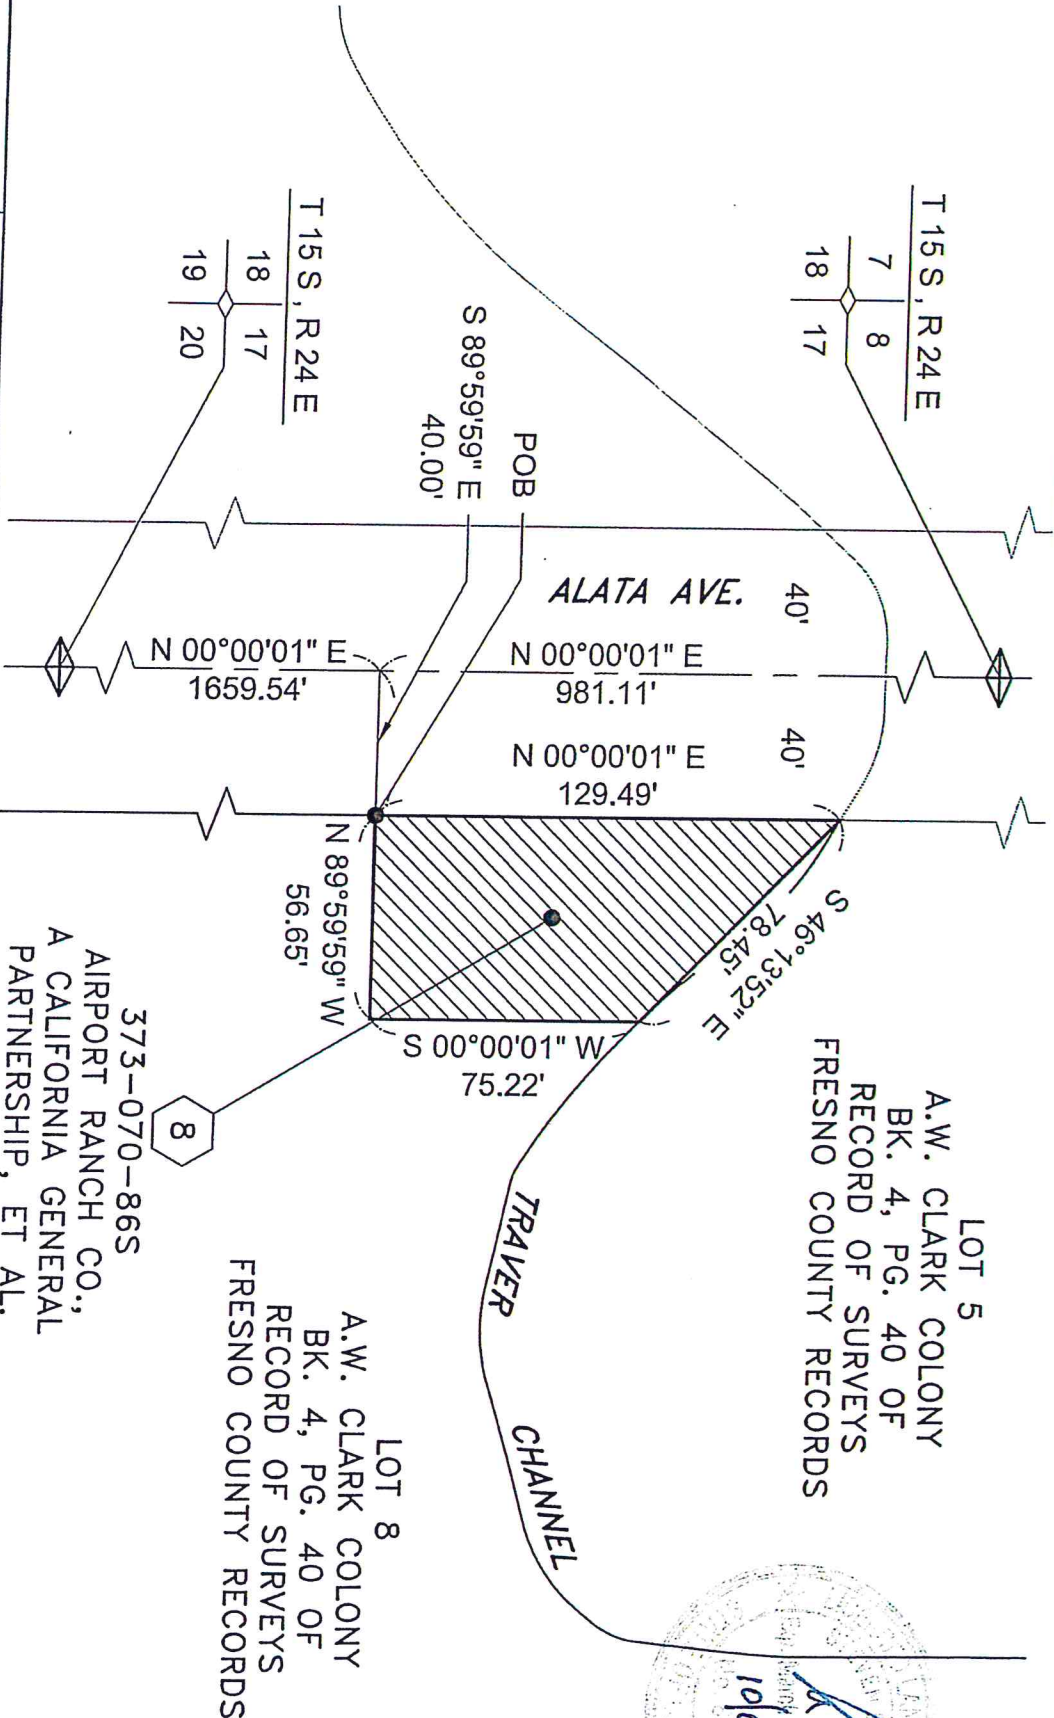 T 15 S , R 24 E
7 8
18 17
T 15 S , R 24 E
18 17
19 20
POB
S 89°59'59" E
40.00'
ALATA AVE.
40'
40'
N 00°00'01" E
1659.54'
N 00°00'01" E
981.11'
N 00°00'01" E
129.49'
N 89°59'59" W
56.65'
S 46°13'52" E
78.45'
S 00°00'01" W
75.22'
LOT 5
A.W. CLARK COLONY
BK. 4, PG. 40 OF
RECORD OF SURVEYS
FRESNO COUNTY RECORDS
TRAVER CHANNEL
8
373-070-86S
AIRPORT RANCH CO.,
A CALIFORNIA GENERAL
PARTNERSHIP, ET AL.
LOT 8
A.W. CLARK COLONY
BK. 4, PG. 40 OF
RECORD OF SURVEYS
FRESNO COUNTY RECORDS